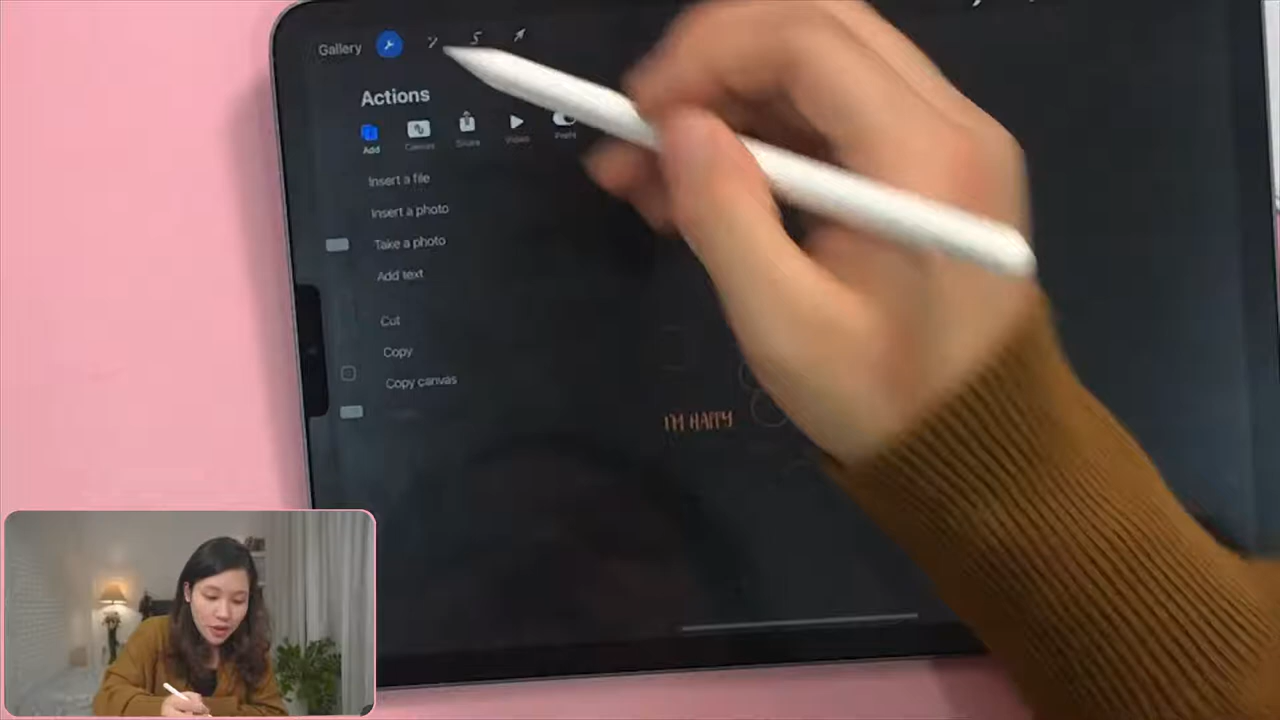 Gallery
Actions
Add
Canvas
Share
Video
Prefs
Insert a file
Insert a photo
Take a photo
Add text
Cut
Copy
Copy canvas
I'M HAPPY